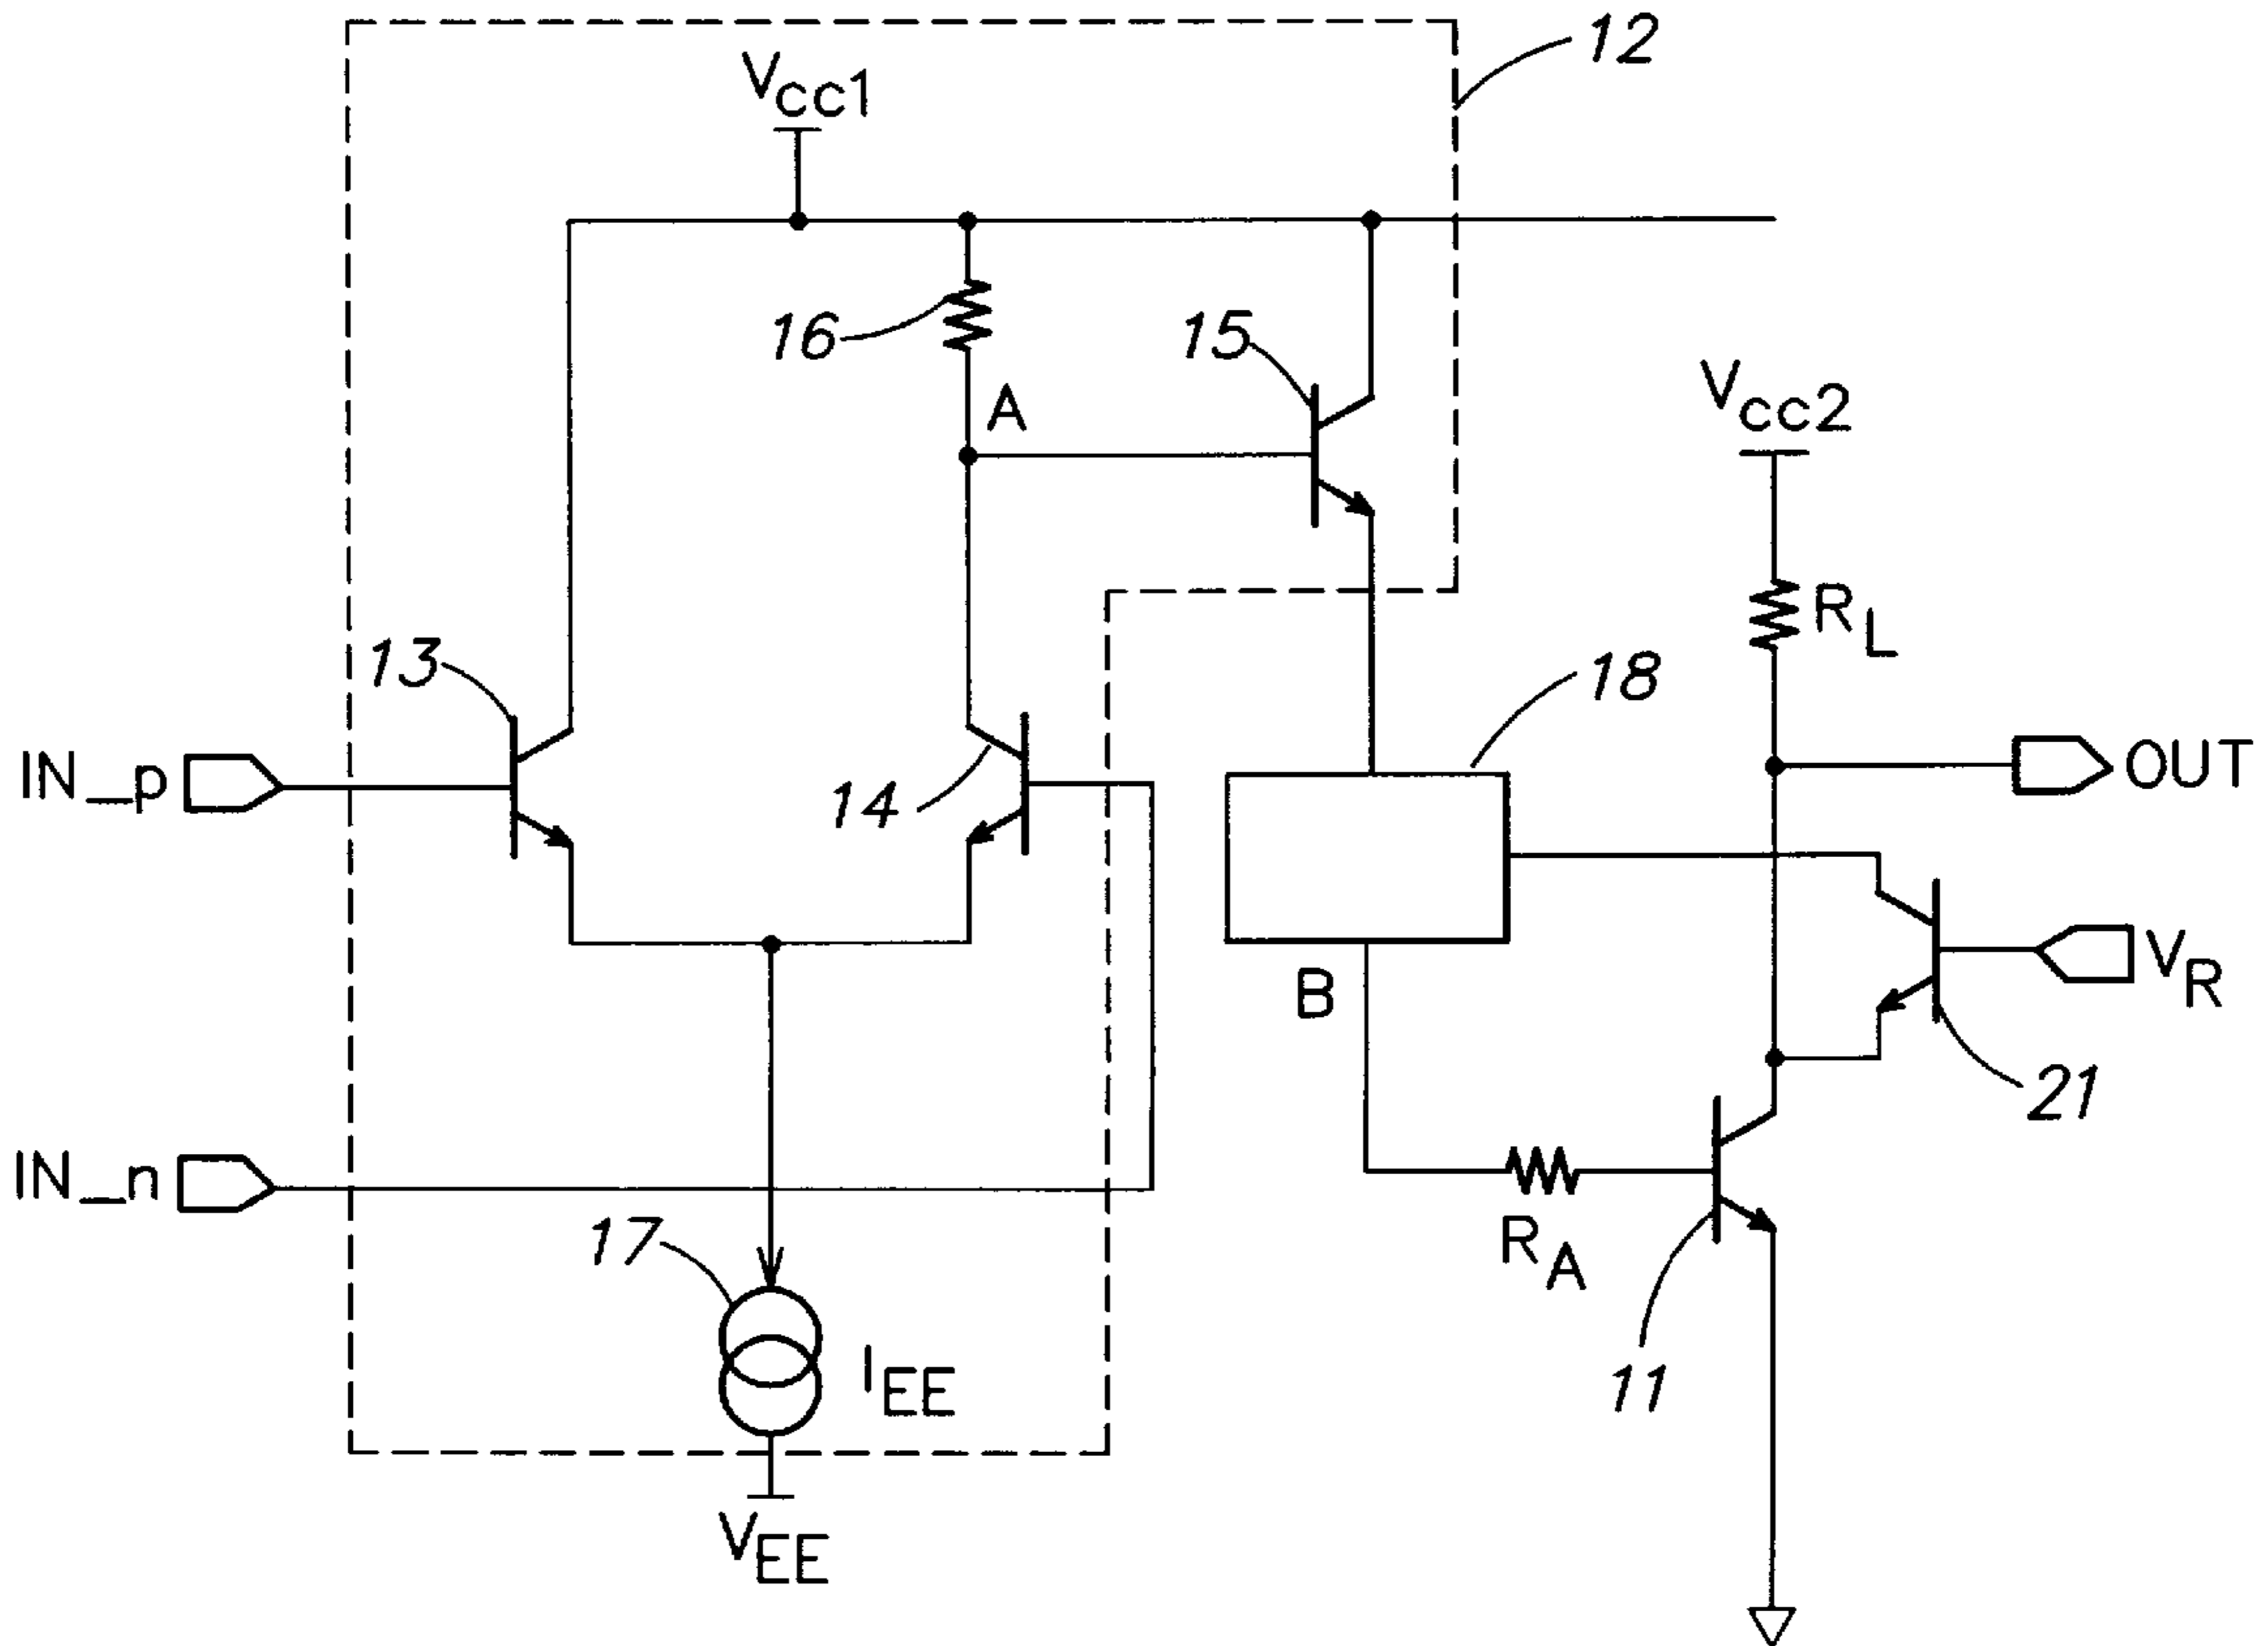 12
VCC1
16
15
A
VCC2
RL
13
18
IN_p
OUT
14
B
VR
21
IN_n
17
RA
IEE
11
VEE